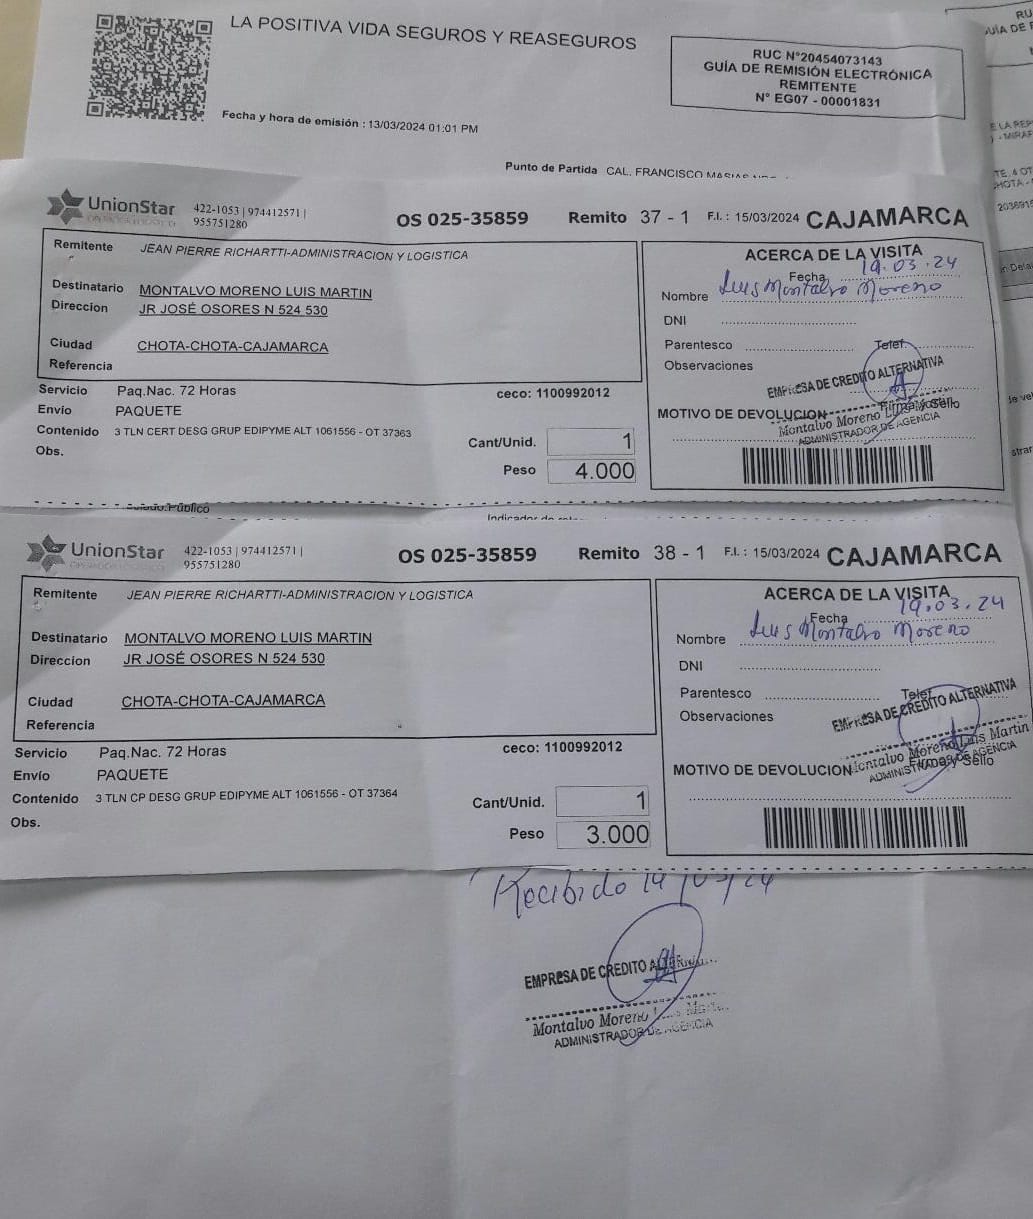 LA POSITIVA VIDA SEGUROS Y REASEGUROS
RUC N°20454073143
GUÍA DE REMISIÓN ELECTRÓNICA
REMITENTE
N° EG07 - 00001831
Fecha y hora de emisión : 13/03/2024 01:01 PM
Punto de Partida CAL. FRANCISCO
UnionStar 422-1053 | 974412571 |
955751280
OS 025-35859 Remito 37 - 1 F.I. : 15/03/2024 CAJAMARCA
Remitente JEAN PIERRE RICHARTTI-ADMINISTRACION Y LOGISTICA
Destinatario MONTALVO MORENO LUIS MARTIN
Direccion JR JOSÉ OSORES N 524 530
Ciudad CHOTA-CHOTA-CAJAMARCA
Referencia
Servicio Paq.Nac. 72 Horas ceco: 1100992012
Envío PAQUETE
Contenido 3 TLN CERT DESG GRUP EDIPYME ALT 1061556 - OT 37363
Obs.
Cant/Unid. 1
Peso 4.000
ACERCA DE LA VISITA
Fecha 19.03.24
Nombre Luis Montalvo Moreno
DNI
Parentesco Telef.
Observaciones
EMPRESA DE CREDITO ALTERNATIVA
MOTIVO DE DEVOLUCION Firma y Sello
Montalvo Moreno Luis Martin
ADMINISTRADOR DE AGENCIA
UnionStar 422-1053 | 974412571 |
955751280
OS 025-35859 Remito 38 - 1 F.I. : 15/03/2024 CAJAMARCA
Remitente JEAN PIERRE RICHARTTI-ADMINISTRACION Y LOGISTICA
Destinatario MONTALVO MORENO LUIS MARTIN
Direccion JR JOSÉ OSORES N 524 530
Ciudad CHOTA-CHOTA-CAJAMARCA
Referencia
Servicio Paq.Nac. 72 Horas ceco: 1100992012
Envío PAQUETE
Contenido 3 TLN CP DESG GRUP EDIPYME ALT 1061556 - OT 37364
Obs.
Cant/Unid. 1
Peso 3.000
ACERCA DE LA VISITA
Fecha 19.03.24
Nombre Luis Montalvo Moreno
DNI
Parentesco Telef.
Observaciones
EMPRESA DE CREDITO ALTERNATIVA
MOTIVO DE DEVOLUCION Firma y Sello
Montalvo Moreno Luis Martin
ADMINISTRADOR DE AGENCIA
Recibido
EMPRESA DE CREDITO
Montalvo Moreno
ADMINISTRADOR DE AGENCIA